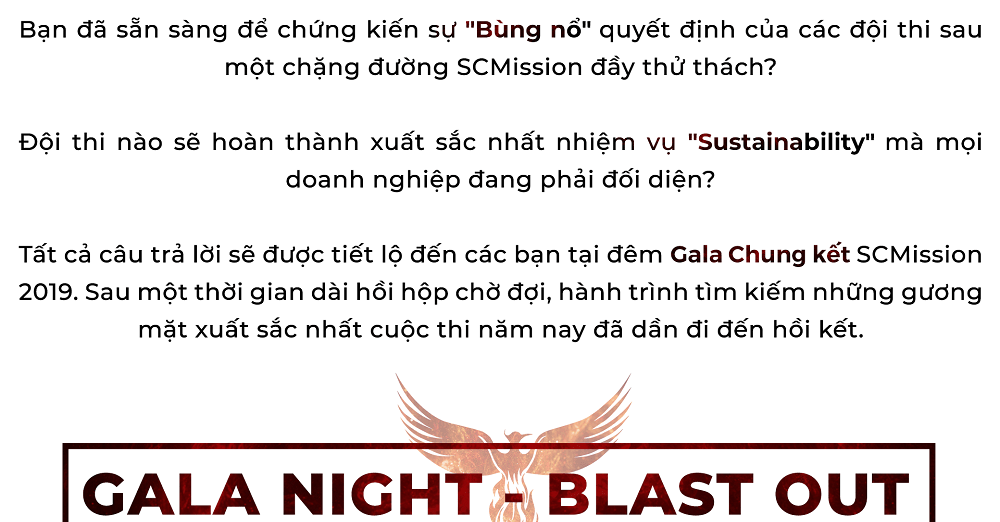 Bạn đã sẵn sàng để chứng kiến sự "Bùng nổ" quyết định của các đội thi sau
một chặng đường SCMission đầy thử thách?
Đội thi nào sẽ hoàn thành xuất sắc nhất nhiệm vụ "Sustainability" mà mọi
doanh nghiệp đang phải đối diện?
Tất cả câu trả lời sẽ được tiết lộ đến các bạn tại đêm Gala Chung kết SCMission
2019. Sau một thời gian dài hồi hộp chờ đợi, hành trình tìm kiếm những gương
mặt xuất sắc nhất cuộc thi năm nay đã dần đi đến hồi kết.
GALA NIGHT - BLAST OUT